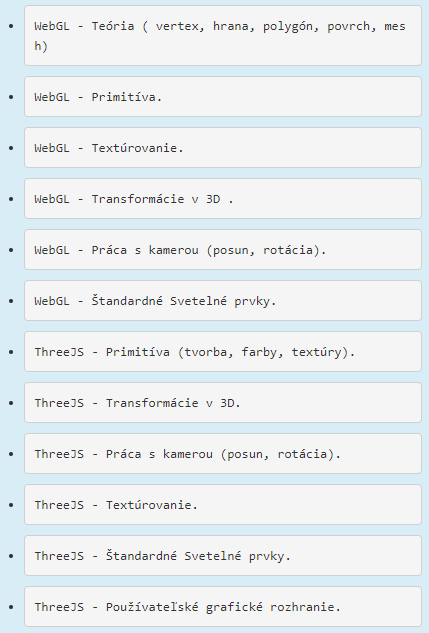 WebGL - Teória ( vertex, hrana, polygón, povrch, mes
h)
WebGL - Primitíva.
WebGL - Textúrovanie.
WebGL - Transformácie v 3D .
WebGL - Práca s kamerou (posun, rotácia).
WebGL - Štandardné Svetelné prvky.
ThreeJS - Primitíva (tvorba, farby, textúry).
ThreeJS - Transformácie v 3D.
ThreeJS - Práca s kamerou (posun, rotácia).
ThreeJS - Textúrovanie.
ThreeJS - Štandardné Svetelné prvky.
ThreeJS - Používateľské grafické rozhranie.